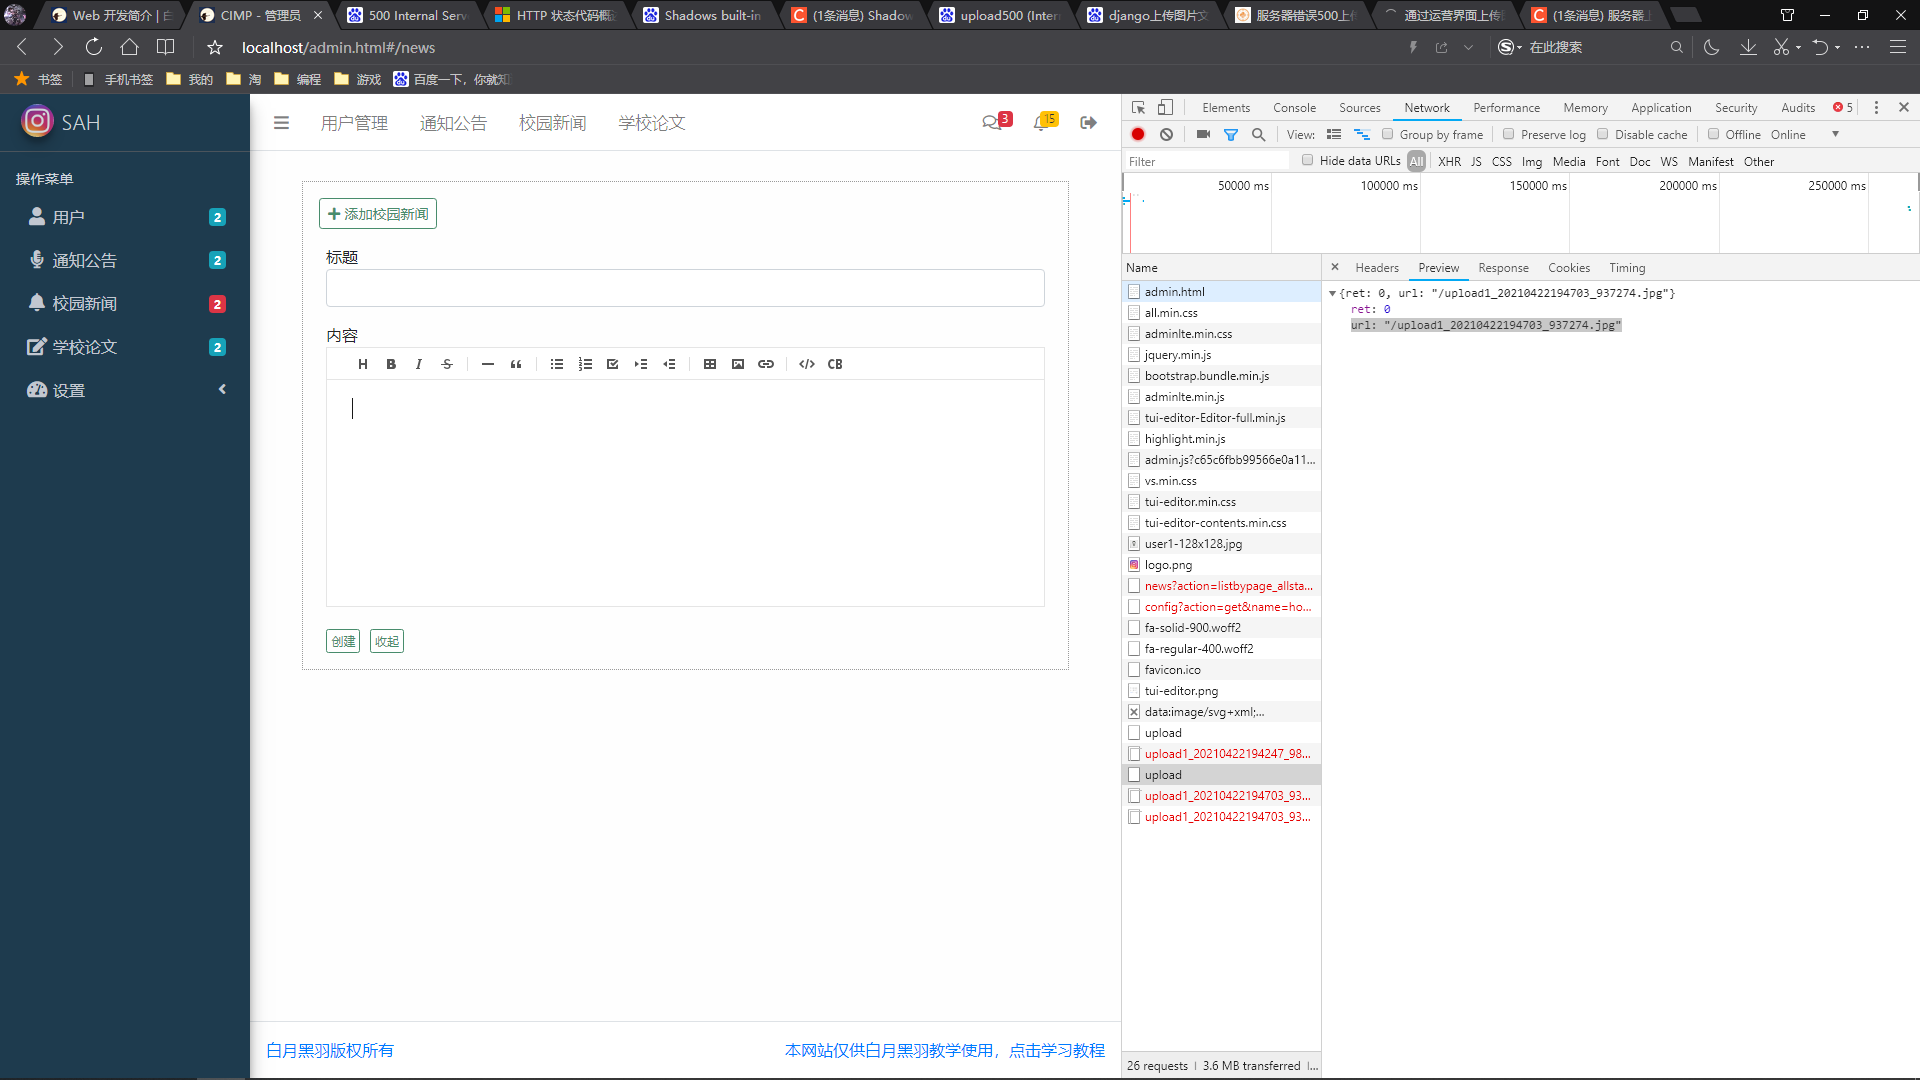 Web 开发简介 | 白
CIMP - 管理员
500 Internal Serv
HTTP 状态代码概
Shadows built-in
(1条消息) Shadow
upload500 (Inter
django上传图片文
服务器错误500上传
通过运营界面上传
(1条消息) 服务器上
localhost/admin.html#/news
在此搜索
书签
手机书签
我的
淘
编程
游戏
百度一下，你就知
SAH
操作菜单
用户 2
通知公告 2
校园新闻 2
学校论文 2
设置
用户管理 通知公告 校园新闻 学校论文
3 15
添加校园新闻
标题
内容
H B I S
CB
创建 收起
白月黑羽版权所有
本网站仅供白月黑羽教学使用，点击学习教程
Elements Console Sources Network Performance Memory Application Security Audits 5
View: Group by frame Preserve log Disable cache Offline Online
Filter Hide data URLs All XHR JS CSS Img Media Font Doc WS Manifest Other
50000 ms 100000 ms 150000 ms 200000 ms 250000 ms
Name
admin.html
all.min.css
adminlte.min.css
jquery.min.js
bootstrap.bundle.min.js
adminlte.min.js
tui-editor-Editor-full.min.js
highlight.min.js
admin.js?c65c6fbb99566e0a11...
vs.min.css
tui-editor.min.css
tui-editor-contents.min.css
user1-128x128.jpg
logo.png
news?action=listbypage_allsta...
config?action=get&name=ho...
fa-solid-900.woff2
fa-regular-400.woff2
favicon.ico
tui-editor.png
data:image/svg+xml;...
upload
upload1_20210422194247_98...
upload
upload1_20210422194703_93...
upload1_20210422194703_93...
26 requests | 3.6 MB transferred |...
Headers Preview Response Cookies Timing
{ret: 0, url: "/upload1_20210422194703_937274.jpg"}
ret: 0
url: "/upload1_20210422194703_937274.jpg"